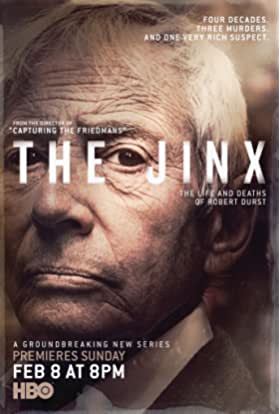 FOUR DECADES.
THREE MURDERS.
AND ONE VERY RICH SUSPECT.
FROM THE DIRECTOR OF
"CAPTURING THE FRIEDMANS"
THE JINX
THE LIFE AND DEATHS
OF ROBERT DURST
A GROUNDBREAKING NEW SERIES
PREMIERES SUNDAY
FEB 8 AT 8PM
HBO